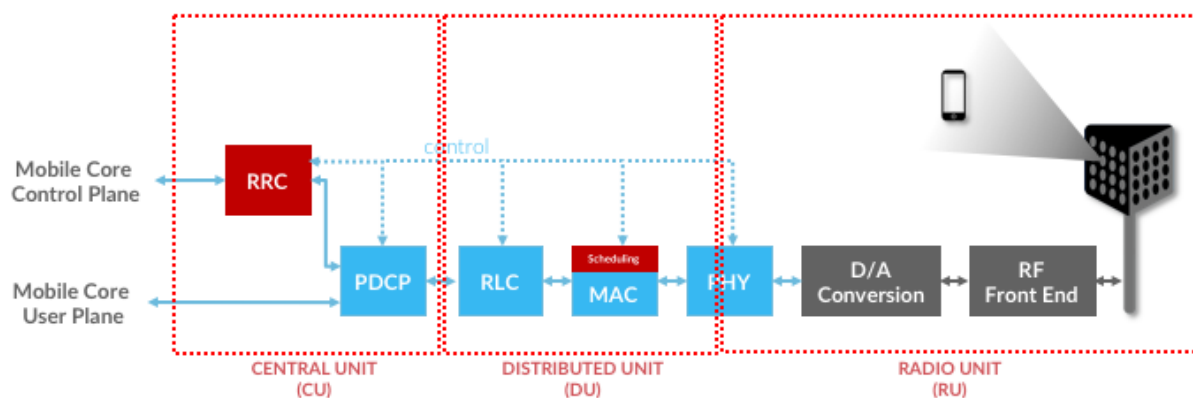 control
Mobile Core
Control Plane
RRC
Scheduling
PDCP
RLC
MAC
PHY
D/A
Conversion
RF
Front End
Mobile Core
User Plane
CENTRAL UNIT
(CU)
DISTRIBUTED UNIT
(DU)
RADIO UNIT
(RU)